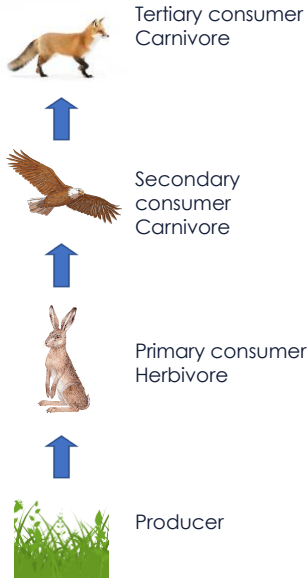 Tertiary consumer
Carnivore
Secondary
consumer
Carnivore
Primary consumer
Herbivore
Producer